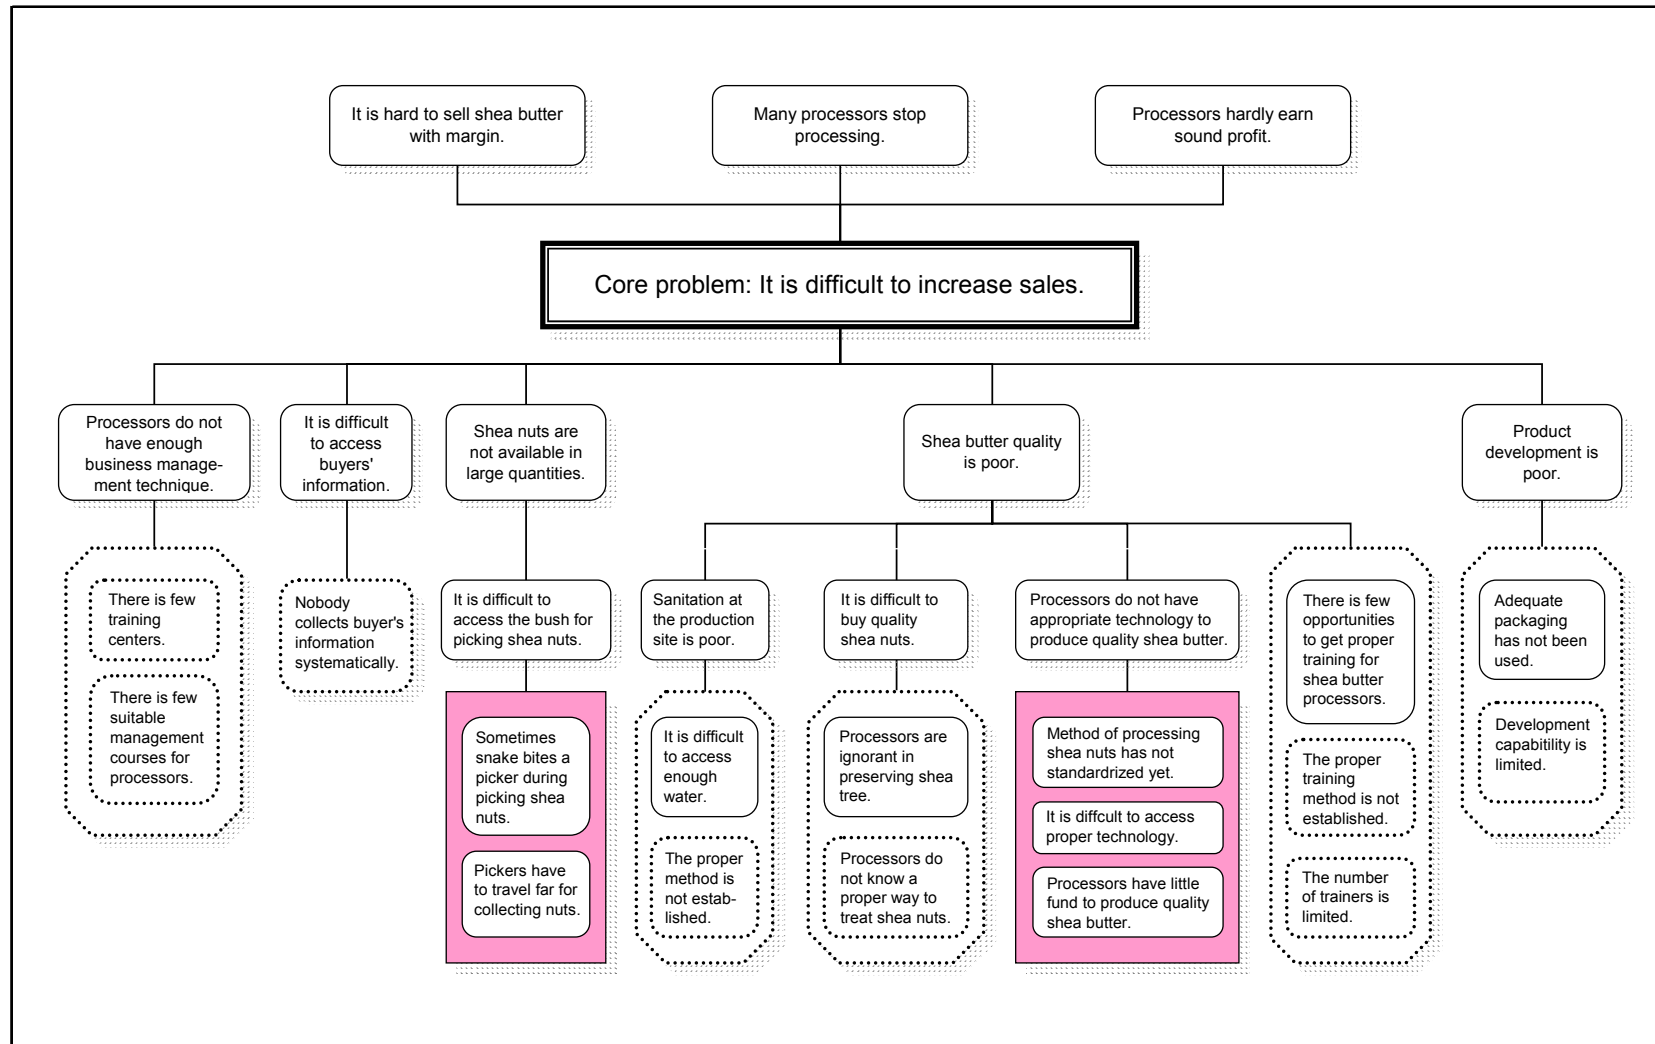 It is hard to sell shea butter
with margin.
Many processors stop
processing.
Processors hardly earn
sound profit.
Core problem: It is difficult to increase sales.
Processors do not
have enough
business manage-
ment technique.
It is difficult
to access
buyers'
information.
Shea nuts are
not available in
large quantities.
Shea butter quality
is poor.
Product
development is
poor.
There is few
training
centers.
There is few
suitable
management
courses for
processors.
Nobody
collects buyer's
information
systematically.
It is difficult to
access the bush for
picking shea nuts.
Sometimes
snake bites a
picker during
picking shea
nuts.
Pickers have
to travel far for
collecting nuts.
Sanitation at
the production
site is poor.
It is difficult
to access
enough
water.
The proper
method is
not estab-
lished.
It is difficult to
buy quality
shea nuts.
Processors are
ignorant in
preserving shea
tree.
Processors do
not know a
proper way to
treat shea nuts.
Processors do not have
appropriate technology to
produce quality shea butter.
Method of processing
shea nuts has not
standardized yet.
It is diffcult to access
proper technology.
Processors have little
fund to produce quality
shea butter.
There is few
opportunities
to get proper
training for
shea butter
processors.
The proper
training
method is not
established.
The number
of trainers is
limited.
Adequate
packaging
has not been
used.
Development
capabitility is
limited.